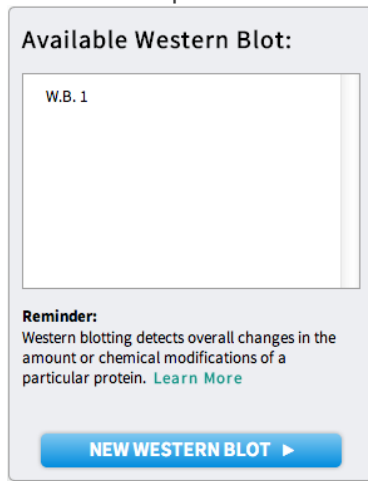 Available Western Blot:
W.B. 1
Reminder:
Western blotting detects overall changes in the
amount or chemical modifications of a
particular protein. Learn More
NEW WESTERN BLOT ►